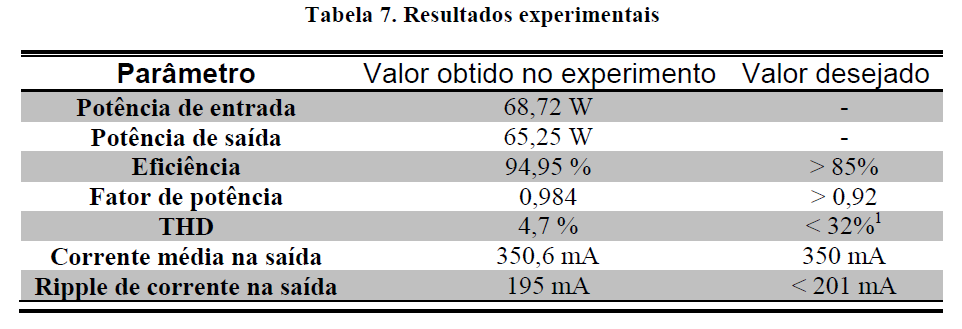 Tabela 7. Resultados experimentais
Parâmetro Valor obtido no experimento Valor desejado
Potência de entrada 68,72 W -
Potência de saída 65,25 W -
Eficiência 94,95 % > 85%
Fator de potência 0,984 > 0,92
THD 4,7 % < 32%¹
Corrente média na saída 350,6 mA 350 mA
Ripple de corrente na saída 195 mA < 201 mA